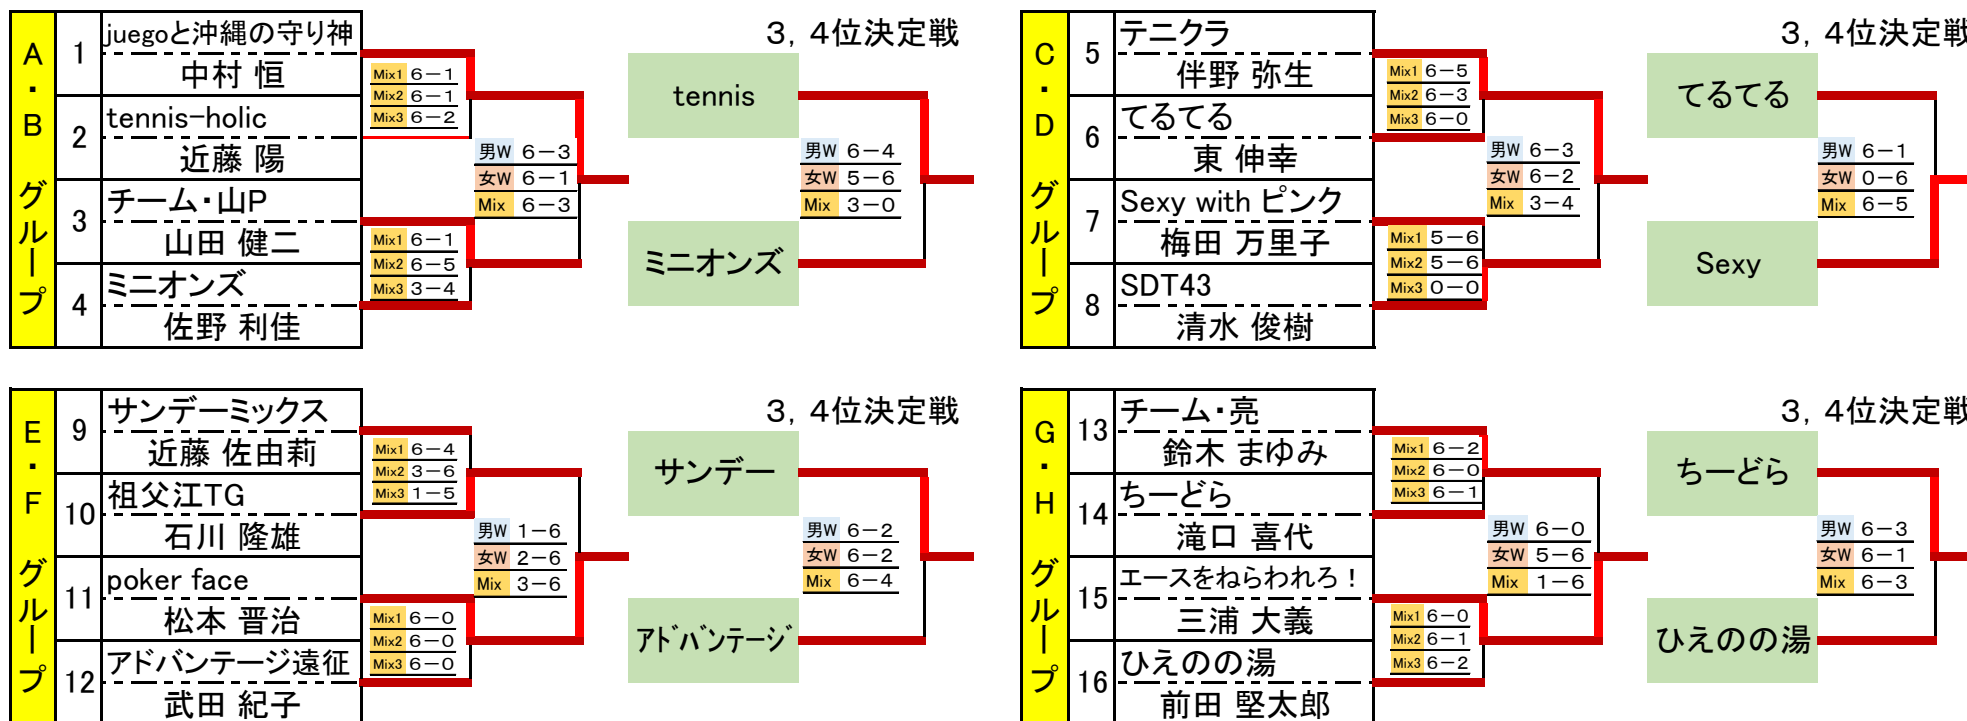 A・Bグループ
1
juegoと沖縄の守り神
中村 恒
2
tennis-holic
近藤 陽
3
チーム・山P
山田 健二
4
ミニオンズ
佐野 利佳
Mix1 6-1
Mix2 6-1
Mix3 6-2
Mix1 6-1
Mix2 6-5
Mix3 3-4
男W 6-3
女W 6-1
Mix 6-3
3，4位決定戦
tennis
ミニオンズ
男W 6-4
女W 5-6
Mix 3-0
C・Dグループ
5
テニクラ
伴野 弥生
6
てるてる
東 伸幸
7
Sexy with ピンク
梅田 万里子
8
SDT43
清水 俊樹
Mix1 6-5
Mix2 6-3
Mix3 6-0
Mix1 5-6
Mix2 5-6
Mix3 0-0
男W 6-3
女W 6-2
Mix 3-4
3，4位決定戦
てるてる
Sexy
男W 6-1
女W 0-6
Mix 6-5
E・Fグループ
9
サンデーミックス
近藤 佐由莉
10
祖父江TG
石川 隆雄
11
poker face
松本 晋治
12
アドバンテージ遠征
武田 紀子
Mix1 6-4
Mix2 3-6
Mix3 1-5
Mix1 6-0
Mix2 6-0
Mix3 6-0
男W 1-6
女W 2-6
Mix 3-6
3，4位決定戦
サンデー
アドバンテージ
男W 6-2
女W 6-2
Mix 6-4
G・Hグループ
13
チーム・亮
鈴木 まゆみ
14
ちーどら
滝口 喜代
15
エースをねらわれろ！
三浦 大義
16
ひえのの湯
前田 堅太郎
Mix1 6-2
Mix2 6-0
Mix3 6-1
Mix1 6-0
Mix2 6-1
Mix3 6-2
男W 6-0
女W 5-6
Mix 1-6
3，4位決定戦
ちーどら
ひえのの湯
男W 6-3
女W 6-1
Mix 6-3